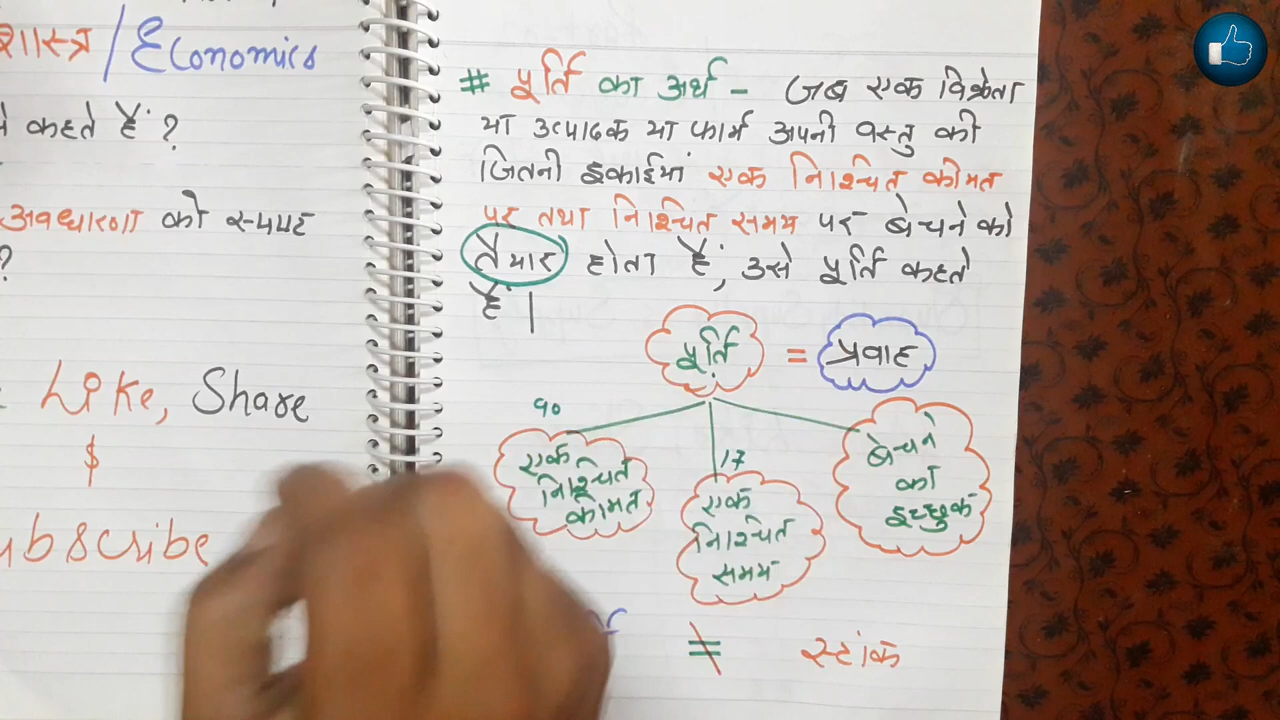 शास्त्र / Economics
कहते हैं ?
अवधारणा को स्पष्ट
?
Like, Share
$
ubscribe
# पूर्ति का अर्थ - जब एक विक्रेता
या उत्पादक या फार्म अपनी वस्तु की
जितनी इकाईयां एक निश्चित कीमत
पर तथा निश्चित समय पर बेचने को
तैयार होता है, उसे पूर्ति कहते
हैं |
पूर्ति = प्रवाह
90
एक निश्चित कीमत
17
एक निश्चित समय
बेचने का इच्छुक
≠ स्टॉक